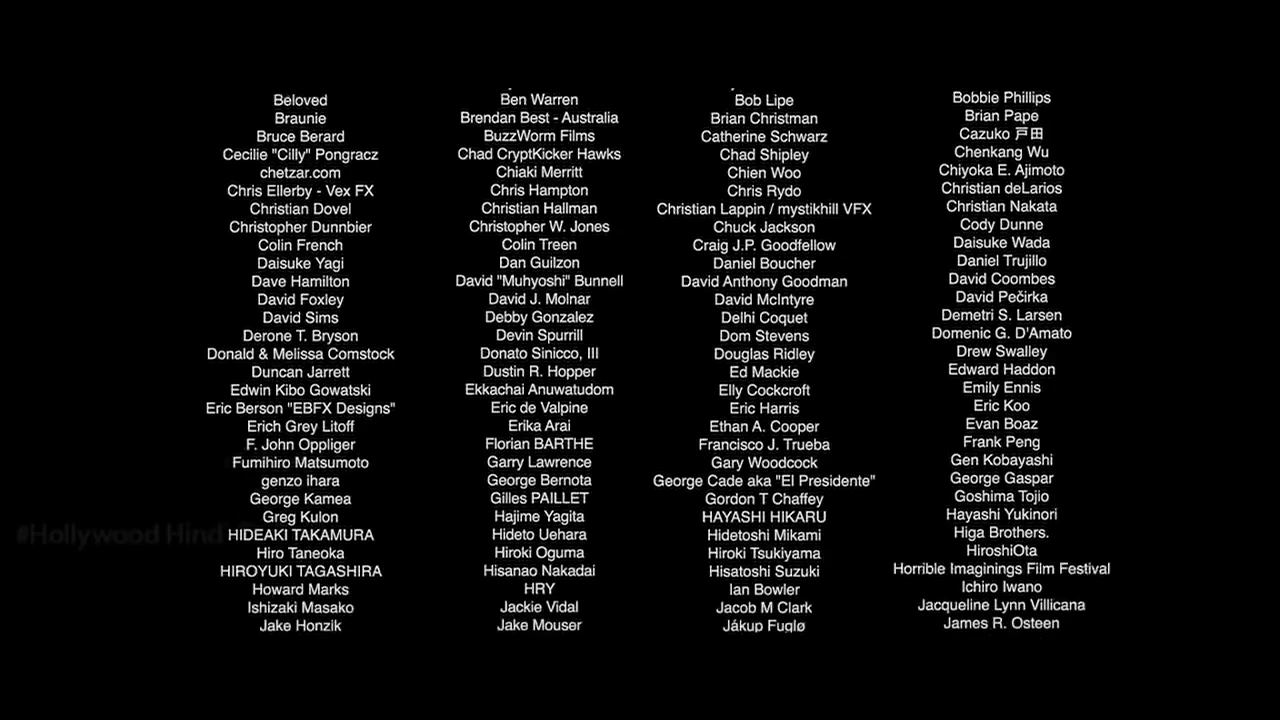 Beloved
Braunie
Bruce Berard
Cecilie "Cilly" Pongracz
chetzar.com
Chris Ellerby - Vex FX
Christian Dovel
Christopher Dunnbier
Colin French
Daisuke Yagi
Dave Hamilton
David Foxley
David Sims
Derone T. Bryson
Donald & Melissa Comstock
Duncan Jarrett
Edwin Kibo Gowatski
Eric Berson "EBFX Designs"
Erich Grey Litoff
F. John Oppliger
Fumihiro Matsumoto
genzo ihara
George Kamea
Greg Kulon
HIDEAKI TAKAMURA
Hiro Taneoka
HIROYUKI TAGASHIRA
Howard Marks
Ishizaki Masako
Jake Honzik
Ben Warren
Brendan Best - Australia
BuzzWorm Films
Chad CryptKicker Hawks
Chiaki Merritt
Chris Hampton
Christian Hallman
Christopher W. Jones
Colin Treen
Dan Guilzon
David "Muhyoshi" Bunnell
David J. Molnar
Debby Gonzalez
Devin Spurrill
Donato Sinicco, III
Dustin R. Hopper
Ekkachai Anuwatudom
Eric de Valpine
Erika Arai
Florian BARTHE
Garry Lawrence
George Bernota
Gilles PAILLET
Hajime Yagita
Hideto Uehara
Hiroki Oguma
Hisanao Nakadai
HRY
Jackie Vidal
Jake Mouser
Bob Lipe
Brian Christman
Catherine Schwarz
Chad Shipley
Chien Woo
Chris Rydo
Christian Lappin / mystikhill VFX
Chuck Jackson
Craig J.P. Goodfellow
Daniel Boucher
David Anthony Goodman
David McIntyre
Delhi Coquet
Dom Stevens
Douglas Ridley
Ed Mackie
Elly Cockcroft
Eric Harris
Ethan A. Cooper
Francisco J. Trueba
Gary Woodcock
George Cade aka "El Presidente"
Gordon T Chaffey
HAYASHI HIKARU
Hidetoshi Mikami
Hiroki Tsukiyama
Hisatoshi Suzuki
Ian Bowler
Jacob M Clark
Jákup Fuglø
Bobbie Phillips
Brian Pape
Cazuko 戸田
Chenkang Wu
Chiyoka E. Ajimoto
Christian deLarios
Christian Nakata
Cody Dunne
Daisuke Wada
Daniel Trujillo
David Coombes
David Pečirka
Demetri S. Larsen
Domenic G. D'Amato
Drew Swalley
Edward Haddon
Emily Ennis
Eric Koo
Evan Boaz
Frank Peng
Gen Kobayashi
George Gaspar
Goshima Tojio
Hayashi Yukinori
Higa Brothers.
HiroshiOta
Horrible Imaginings Film Festival
Ichiro Iwano
Jacqueline Lynn Villicana
James R. Osteen
#Hollywood Hind